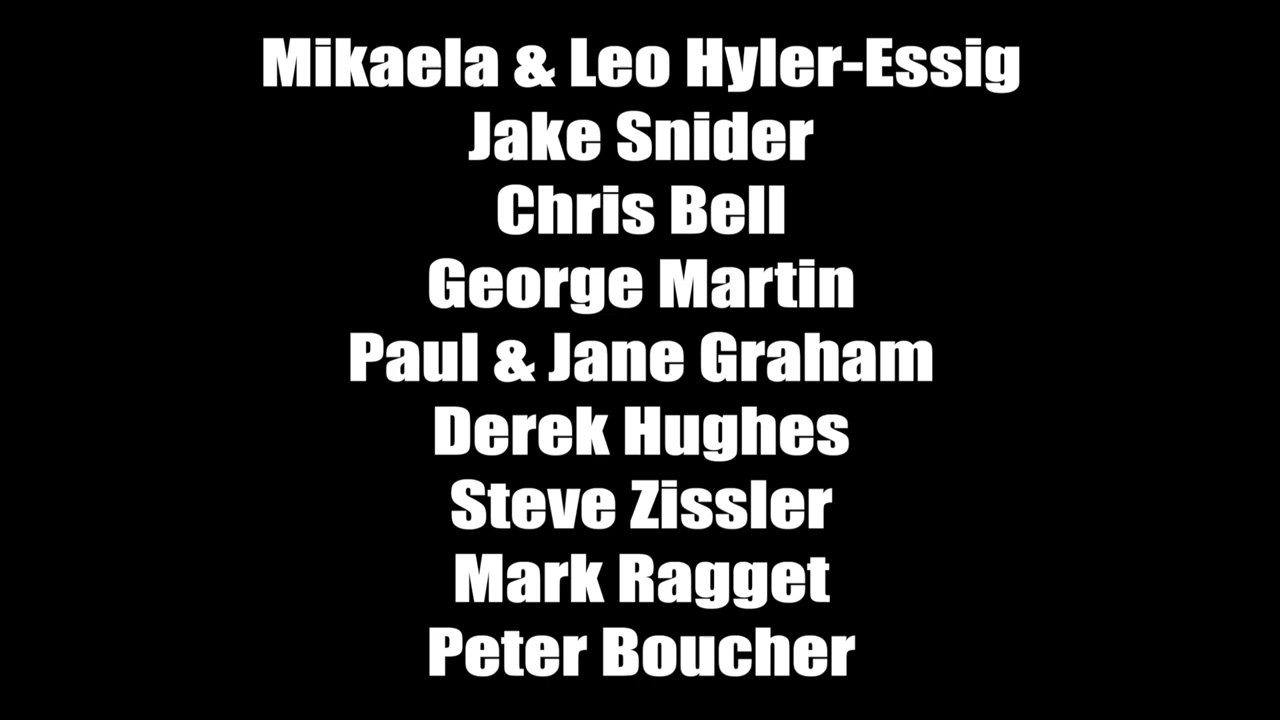 Mikaela & Leo Hyler-Essig
Jake Snider
Chris Bell
George Martin
Paul & Jane Graham
Derek Hughes
Steve Zissler
Mark Ragget
Peter Boucher